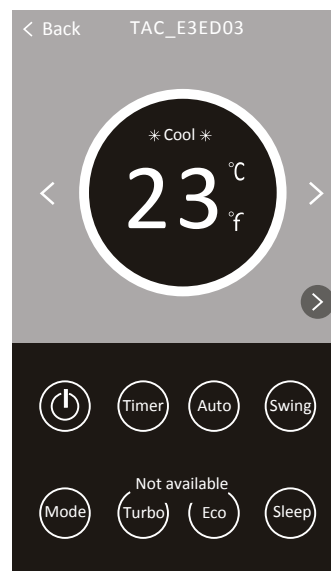 < Back TAC_E3ED03
✳ Cool ✳
23 °C
°f
Timer Auto Swing
Not available
Mode Turbo Eco Sleep